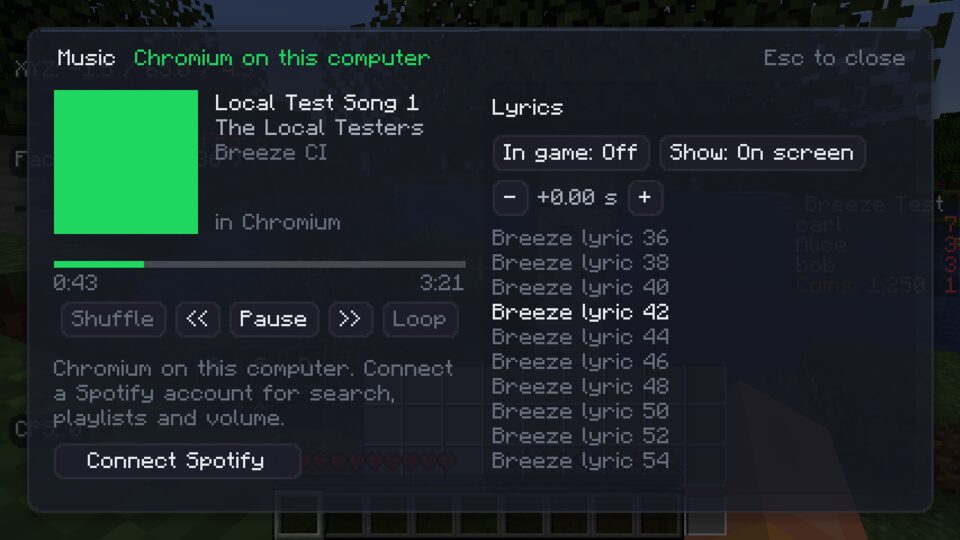 Music Chromium on this computer
Esc to close
Local Test Song 1
The Local Testers
Breeze CI
in Chromium
0:43
3:21
Shuffle
<<
Pause
>>
Loop
Chromium on this computer. Connect
a Spotify account for search,
playlists and volume.
Connect Spotify
Lyrics
In game: Off
Show: On screen
-
+0.00 s
+
Breeze lyric 36
Breeze lyric 38
Breeze lyric 40
Breeze lyric 42
Breeze lyric 44
Breeze lyric 46
Breeze lyric 48
Breeze lyric 50
Breeze lyric 52
Breeze lyric 54
Breeze Test
carl 7
Alice 3
bob 3
Coins: 1,250 1